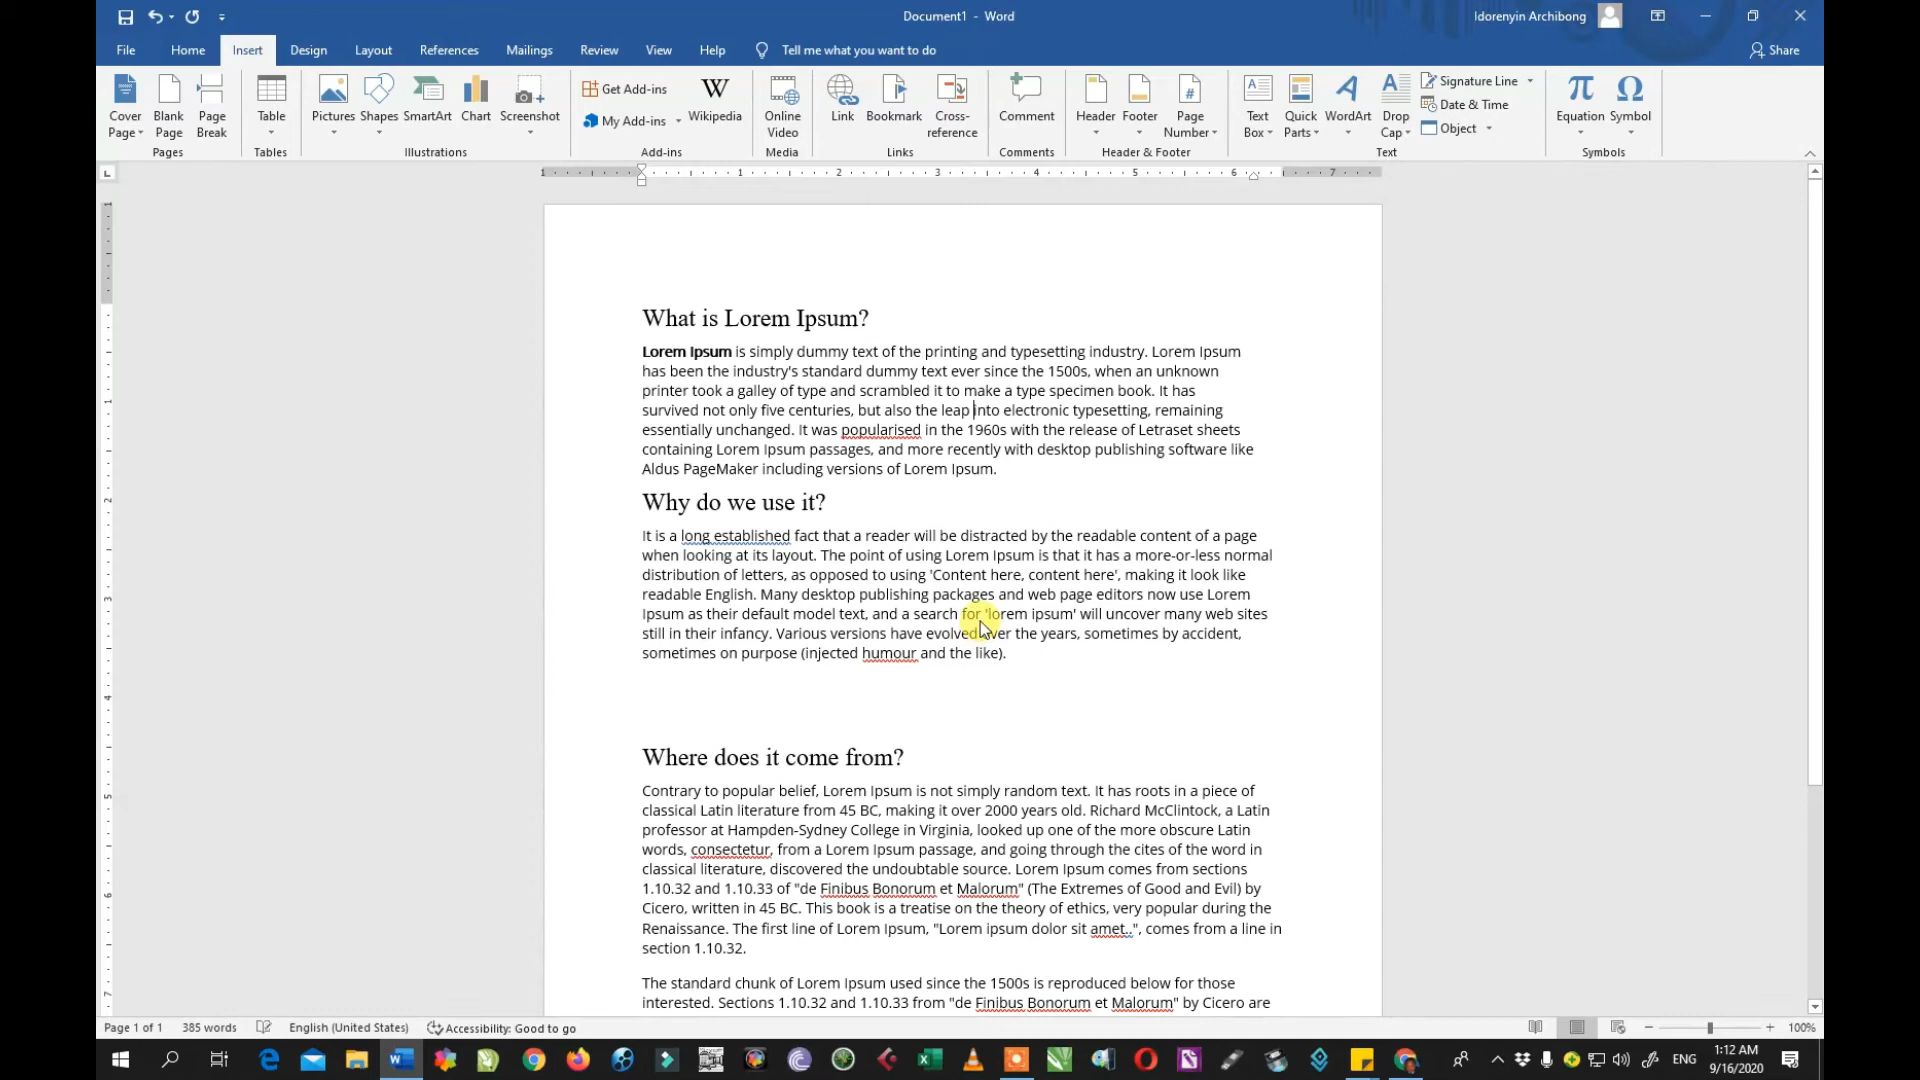 Document1 - Word
Idorenyin Archibong
File Home Insert Design Layout References Mailings Review View Help Tell me what you want to do Share
Cover Page
Blank Page
Page Break
Pages
Table
Tables
Pictures
Shapes
SmartArt
Chart
Screenshot
Illustrations
Get Add-ins
My Add-ins
W
Wikipedia
Add-ins
Online Video
Media
Link
Bookmark
Cross-reference
Links
Comment
Comments
Header
Footer
Page Number
Header & Footer
Text Box
Quick Parts
WordArt
Drop Cap
Signature Line
Date & Time
Object
Text
Equation
Symbol
Symbols
1 1 2 3 4 5 6 7
What is Lorem Ipsum?
Lorem Ipsum is simply dummy text of the printing and typesetting industry. Lorem Ipsum
has been the industry's standard dummy text ever since the 1500s, when an unknown
printer took a galley of type and scrambled it to make a type specimen book. It has
survived not only five centuries, but also the leap into electronic typesetting, remaining
essentially unchanged. It was popularised in the 1960s with the release of Letraset sheets
containing Lorem Ipsum passages, and more recently with desktop publishing software like
Aldus PageMaker including versions of Lorem Ipsum.
Why do we use it?
It is a long established fact that a reader will be distracted by the readable content of a page
when looking at its layout. The point of using Lorem Ipsum is that it has a more-or-less normal
distribution of letters, as opposed to using 'Content here, content here', making it look like
readable English. Many desktop publishing packages and web page editors now use Lorem
Ipsum as their default model text, and a search for 'lorem ipsum' will uncover many web sites
still in their infancy. Various versions have evolved over the years, sometimes by accident,
sometimes on purpose (injected humour and the like).
Where does it come from?
Contrary to popular belief, Lorem Ipsum is not simply random text. It has roots in a piece of
classical Latin literature from 45 BC, making it over 2000 years old. Richard McClintock, a Latin
professor at Hampden-Sydney College in Virginia, looked up one of the more obscure Latin
words, consectetur, from a Lorem Ipsum passage, and going through the cites of the word in
classical literature, discovered the undoubtable source. Lorem Ipsum comes from sections
1.10.32 and 1.10.33 of "de Finibus Bonorum et Malorum" (The Extremes of Good and Evil) by
Cicero, written in 45 BC. This book is a treatise on the theory of ethics, very popular during the
Renaissance. The first line of Lorem Ipsum, "Lorem ipsum dolor sit amet..", comes from a line in
section 1.10.32.
The standard chunk of Lorem Ipsum used since the 1500s is reproduced below for those
interested. Sections 1.10.32 and 1.10.33 from "de Finibus Bonorum et Malorum" by Cicero are
Page 1 of 1 385 words English (United States) Accessibility: Good to go 100%
ENG
1:12 AM
9/16/2020